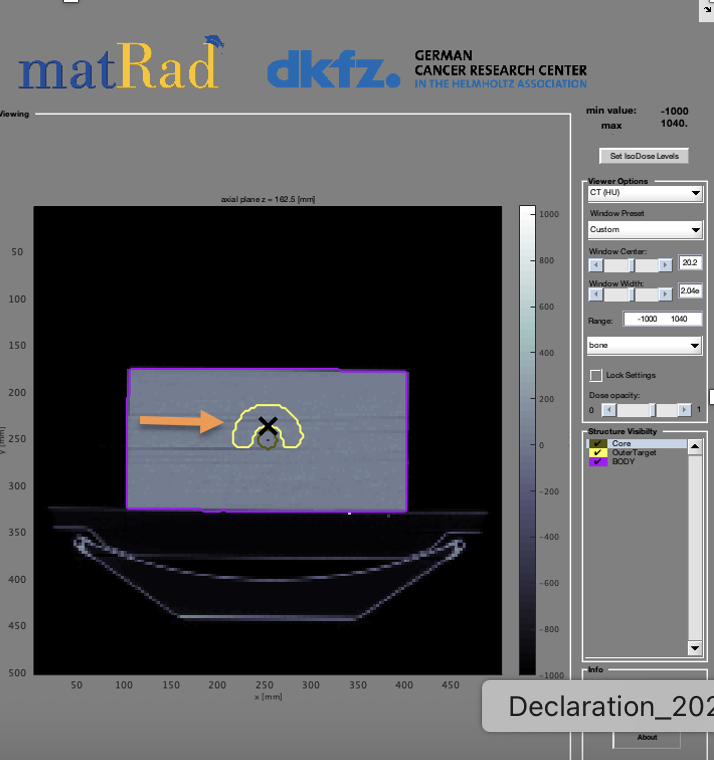 matRad
dkfz.
GERMAN
CANCER RESEARCH CENTER
IN THE HELMHOLTZ ASSOCIATION
Viewing
min value: -1000
max 1040.
Set IsoDose Levels
Viewer Options
CT (HU)
Window Preset
Custom
Window Center:
20.2
Window Width:
2.04e
Range: -1000 1040
bone
Lock Settings
Dose opacity:
0 1
Structure Visibilty
Core
OuterTarget
BODY
Info
About
axial plane z = 162.5 [mm]
50
100
150
200
250
300
350
400
450
500
y [mm]
50 100 150 200 250 300 350 400 450
x [mm]
1000
800
600
400
200
0
-200
-400
-600
-800
-1000
Declaration_202